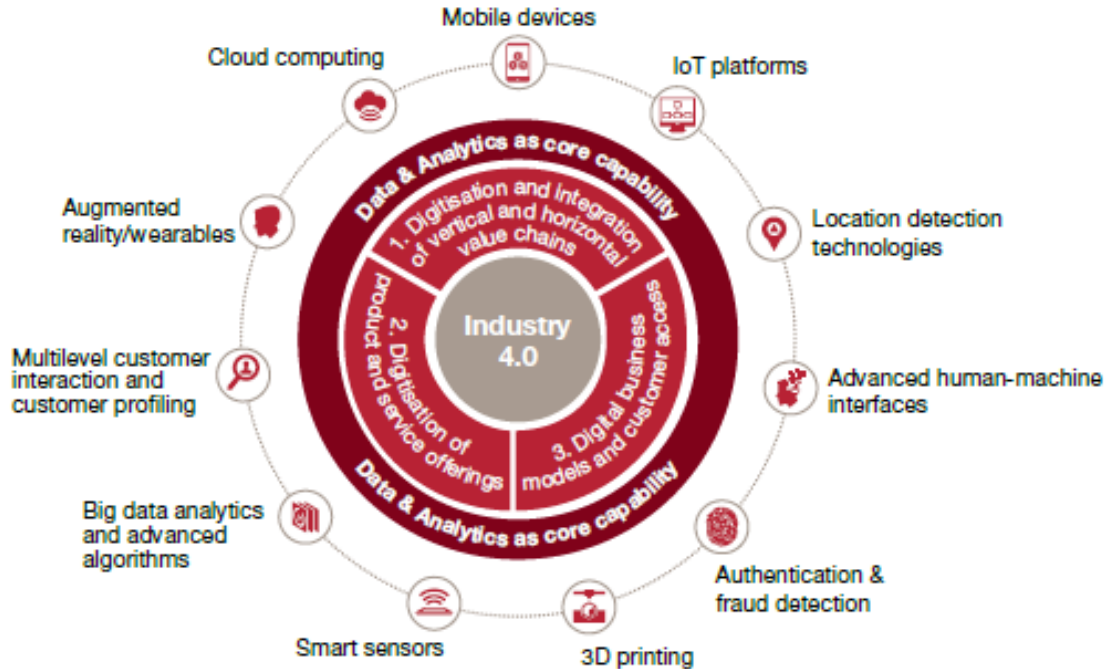 Mobile devices
Cloud computing
IoT platforms
Data & Analytics as core capability
1. Digitisation and integration
of vertical and horizontal
value chains
Augmented
reality/wearables
Location detection
technologies
Industry
4.0
2. Digitisation of
product and service offerings
3. Digital business
models and customer access
Multilevel customer
interaction and
customer profiling
Advanced human-machine
interfaces
Data & Analytics as core capability
Big data analytics
and advanced
algorithms
Authentication &
fraud detection
Smart sensors
3D printing